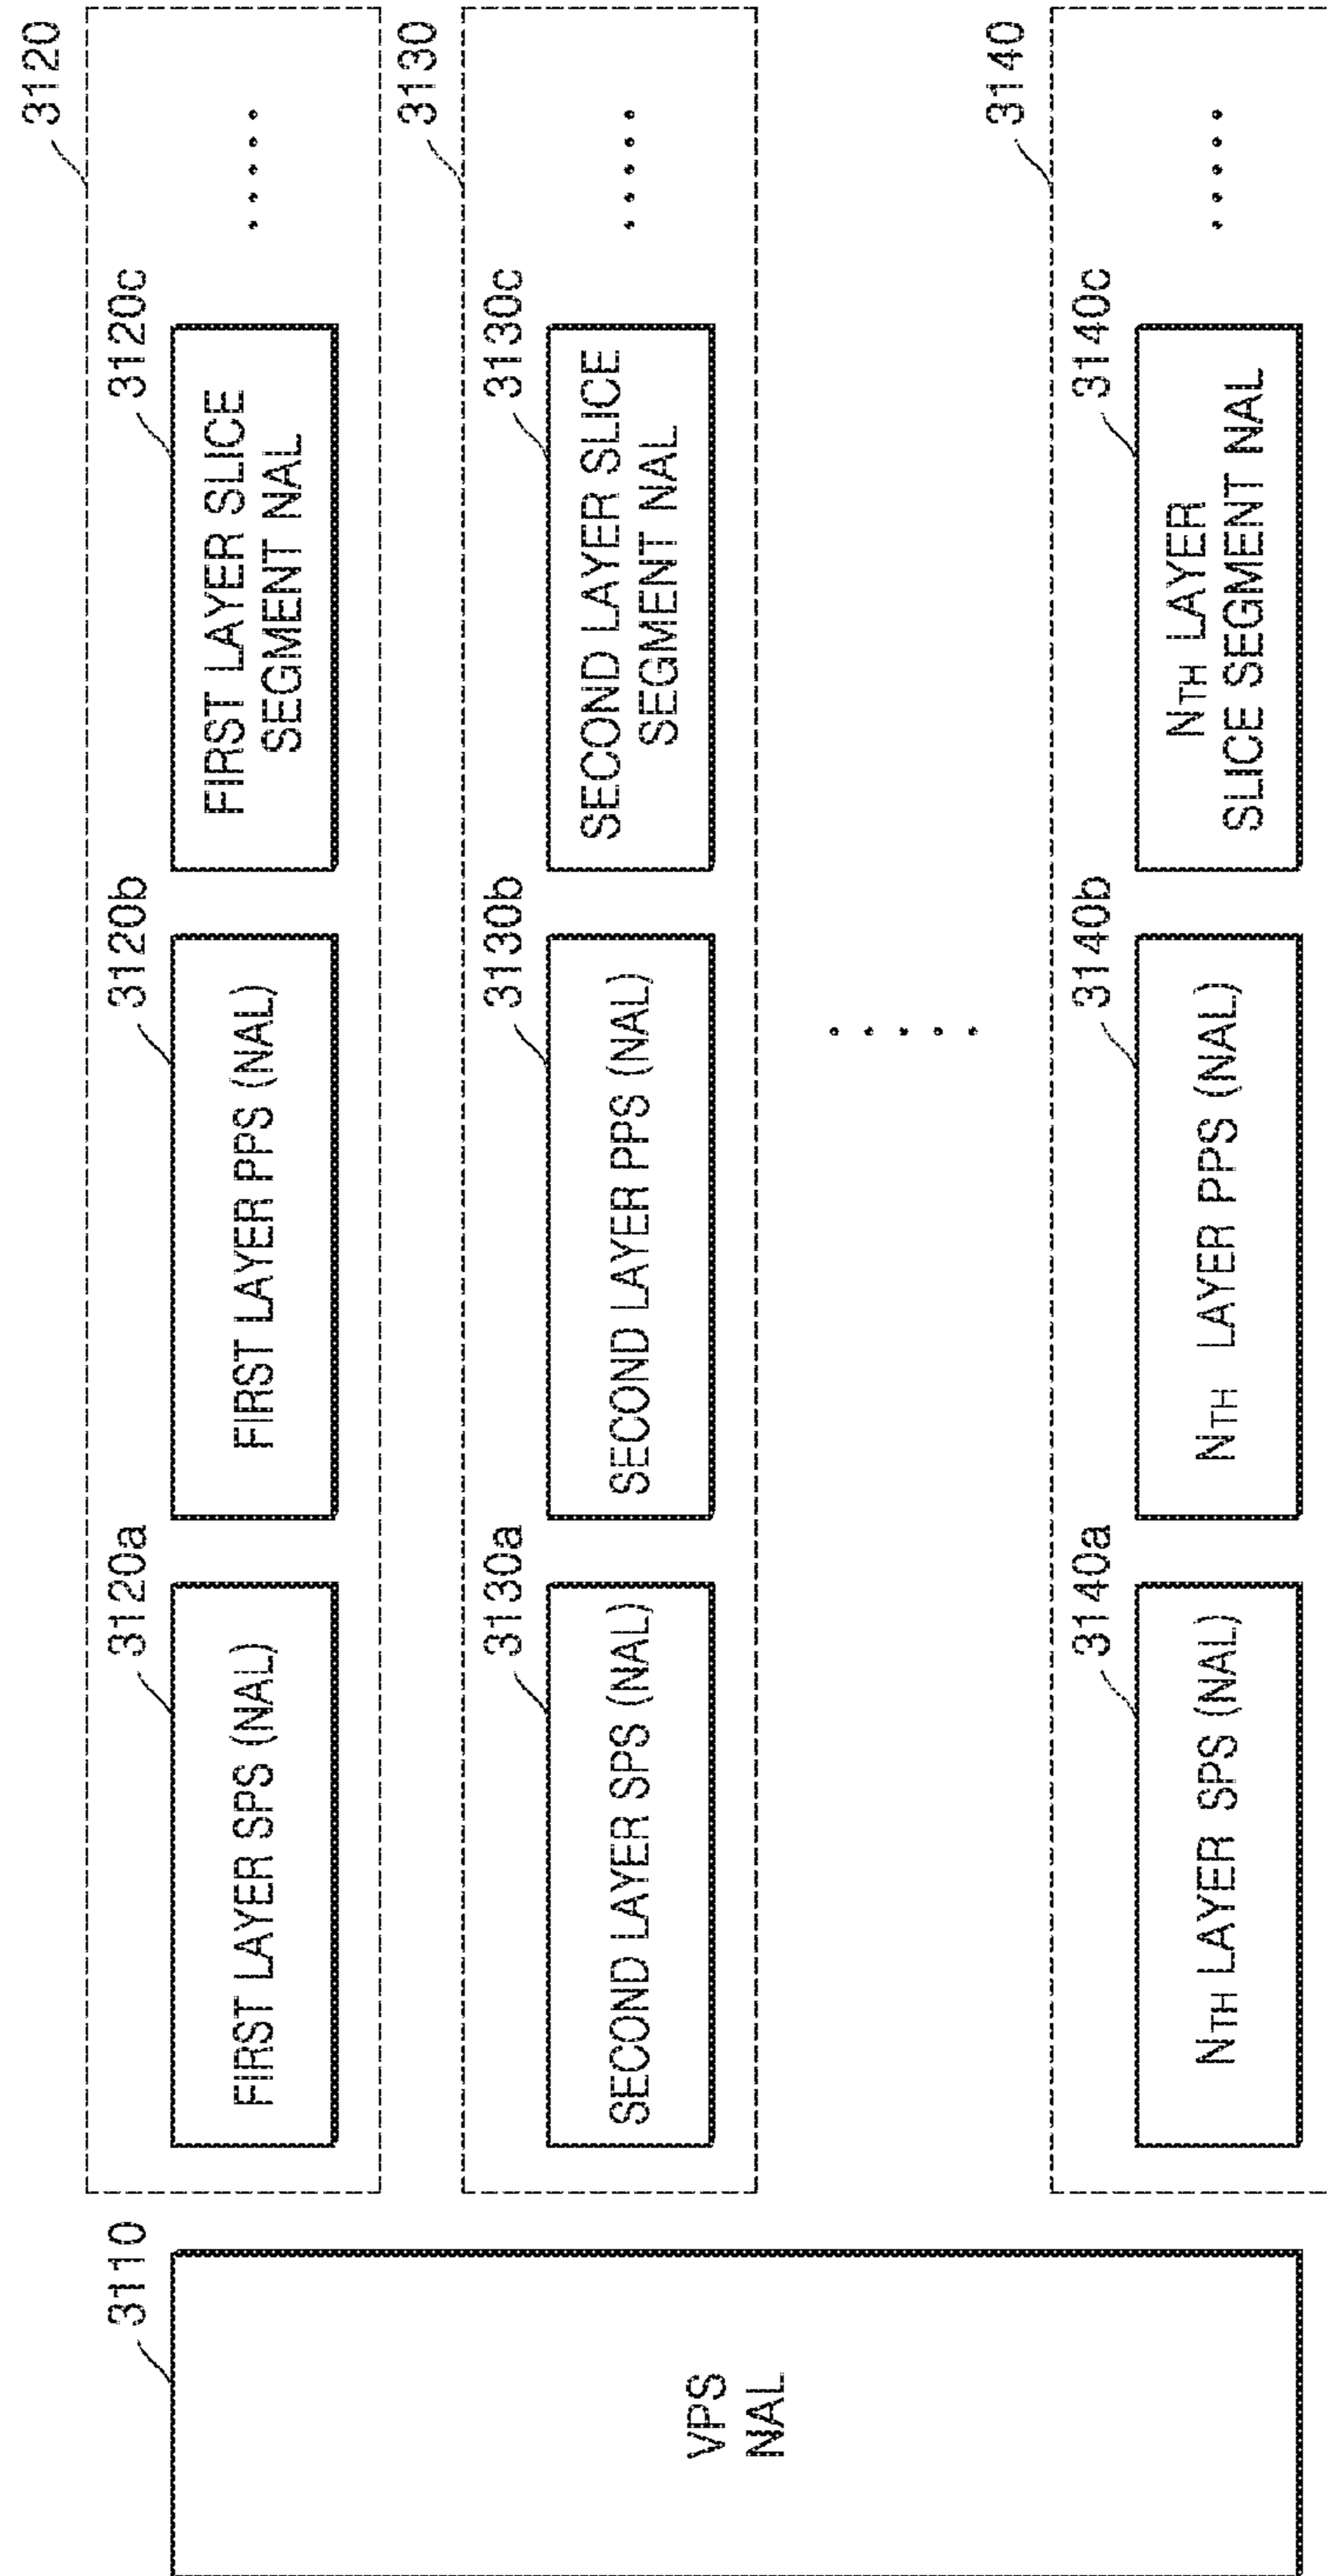 3110
VPS
NAL
3120
3120a
FIRST LAYER SPS (NAL)
3120b
FIRST LAYER PPS (NAL)
3120c
FIRST LAYER SLICE
SEGMENT NAL
.....
3130
3130a
SECOND LAYER SPS (NAL)
3130b
SECOND LAYER PPS (NAL)
3130c
SECOND LAYER SLICE
SEGMENT NAL
.....
.....
3140
3140a
NTH LAYER SPS (NAL)
3140b
NTH LAYER PPS (NAL)
3140c
NTH LAYER
SLICE SEGMENT NAL
.....